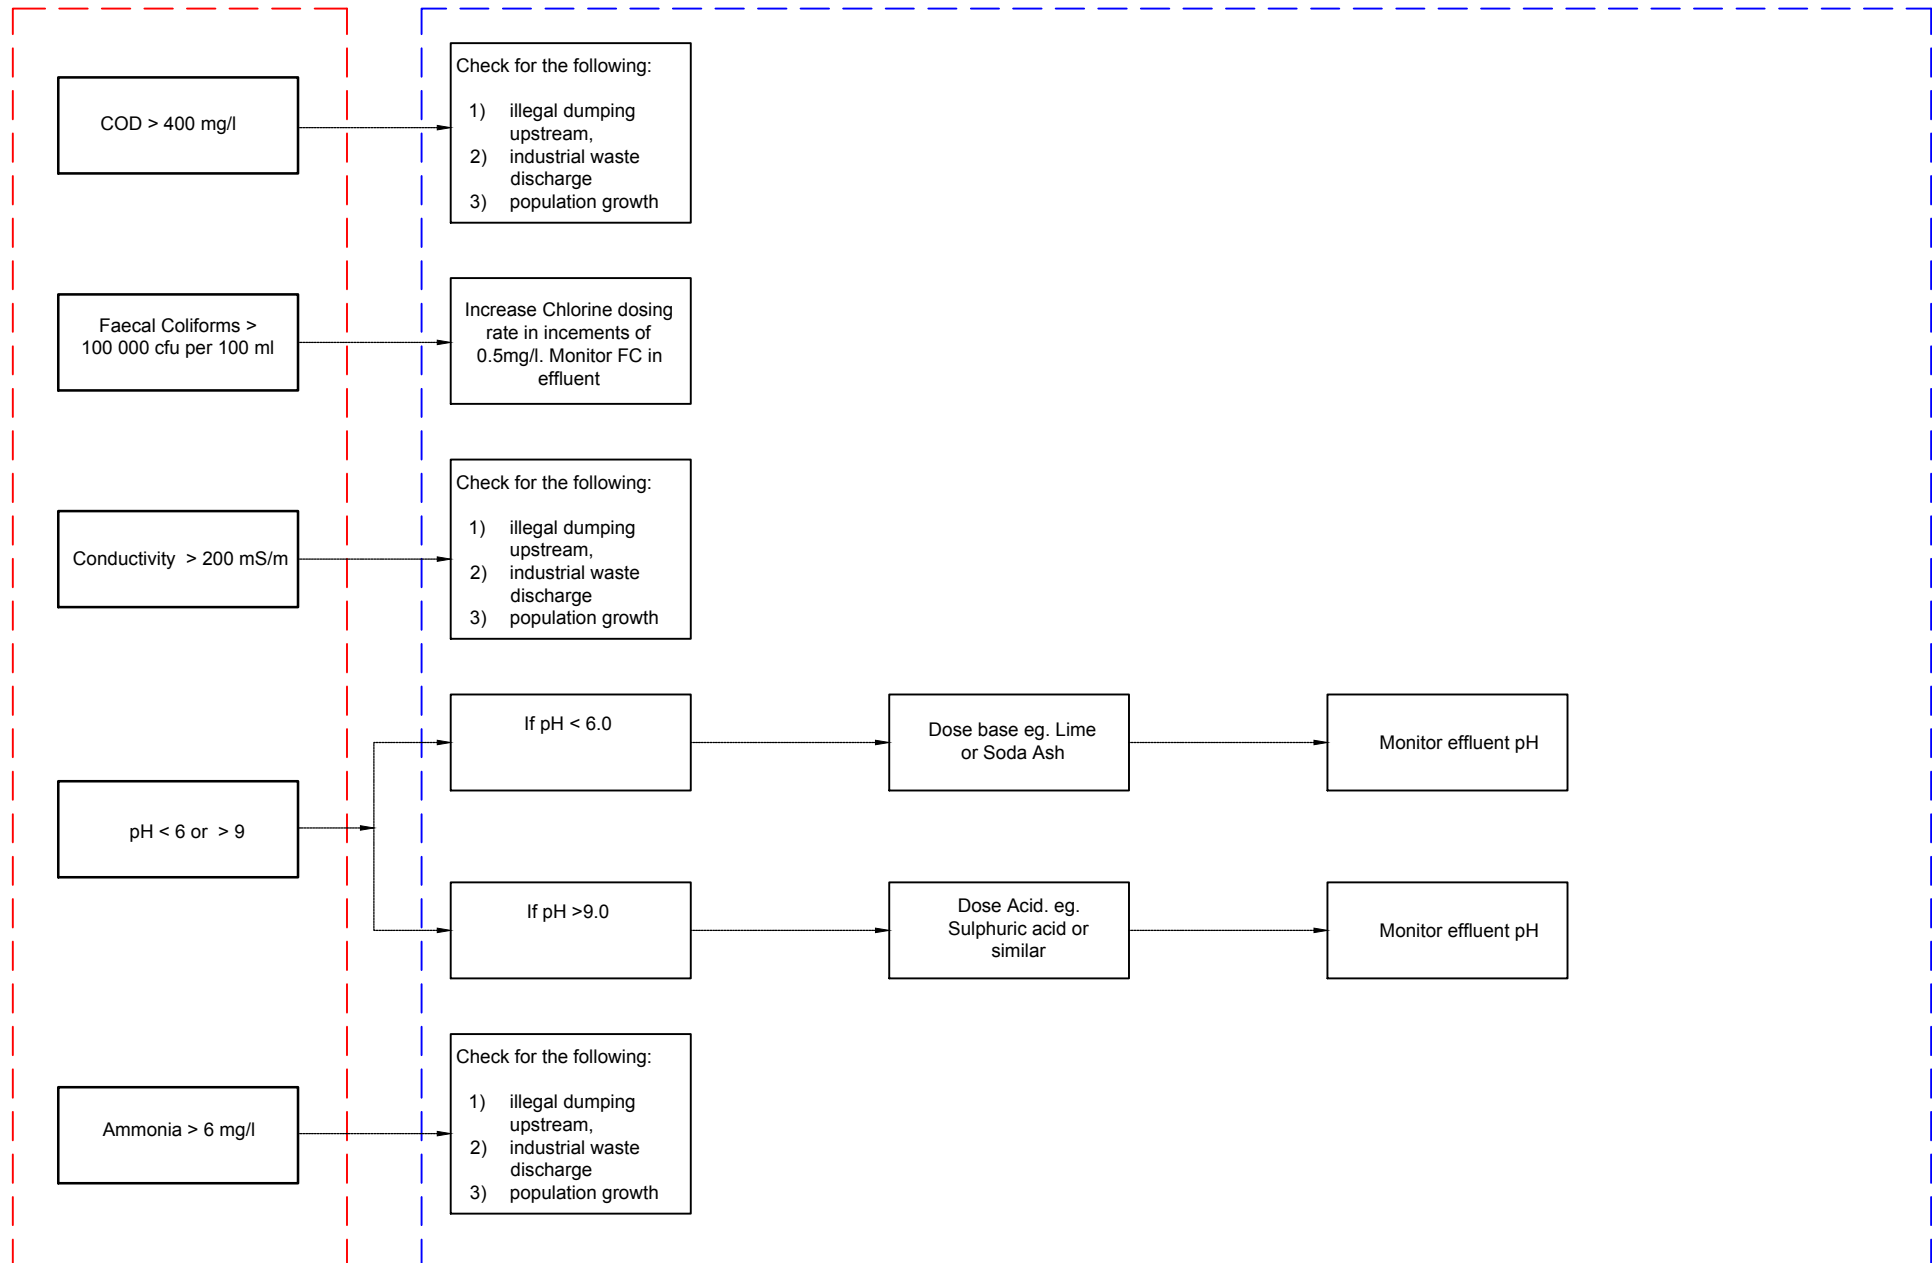 COD > 400 mg/l
Check for the following:
1) illegal dumping
upstream,
2) industrial waste
discharge
3) population growth
Faecal Coliforms >
100 000 cfu per 100 ml
Increase Chlorine dosing
rate in incements of
0.5mg/l. Monitor FC in
effluent
Conductivity > 200 mS/m
Check for the following:
1) illegal dumping
upstream,
2) industrial waste
discharge
3) population growth
pH < 6 or > 9
If pH < 6.0
Dose base eg. Lime
or Soda Ash
Monitor effluent pH
If pH >9.0
Dose Acid. eg.
Sulphuric acid or
similar
Monitor effluent pH
Ammonia > 6 mg/l
Check for the following:
1) illegal dumping
upstream,
2) industrial waste
discharge
3) population growth